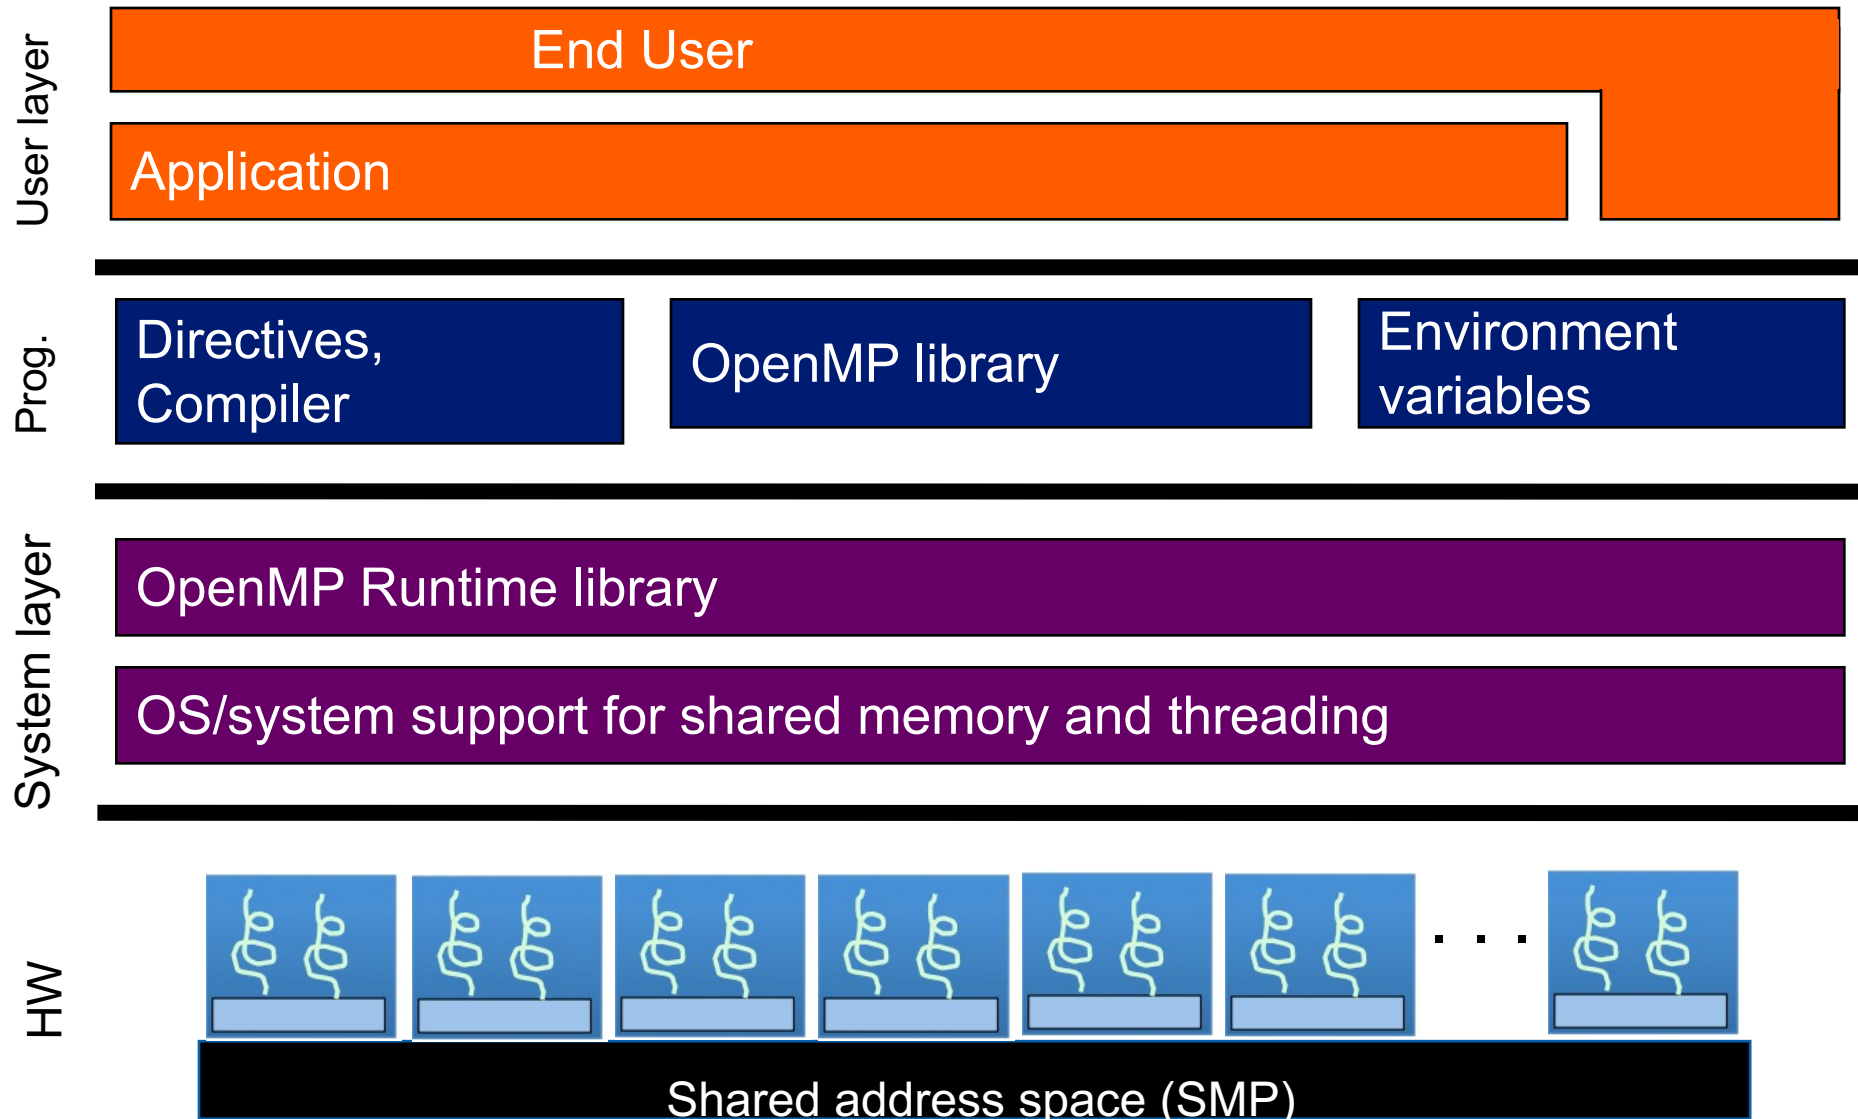 User layer
End User
Application
Prog.
Directives,
Compiler
OpenMP library
Environment
variables
System layer
OpenMP Runtime library
OS/system support for shared memory and threading
HW
. . .
Shared address space (SMP)